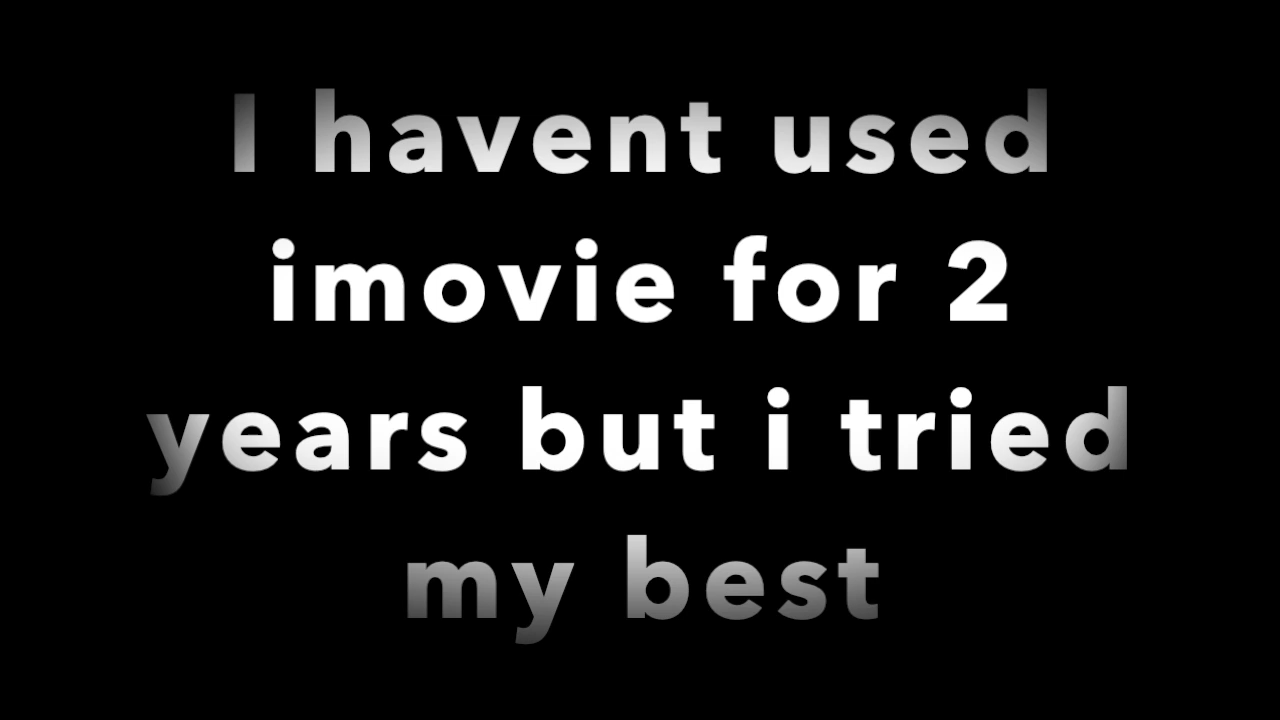 I havent used
imovie for 2
years but i tried
my best